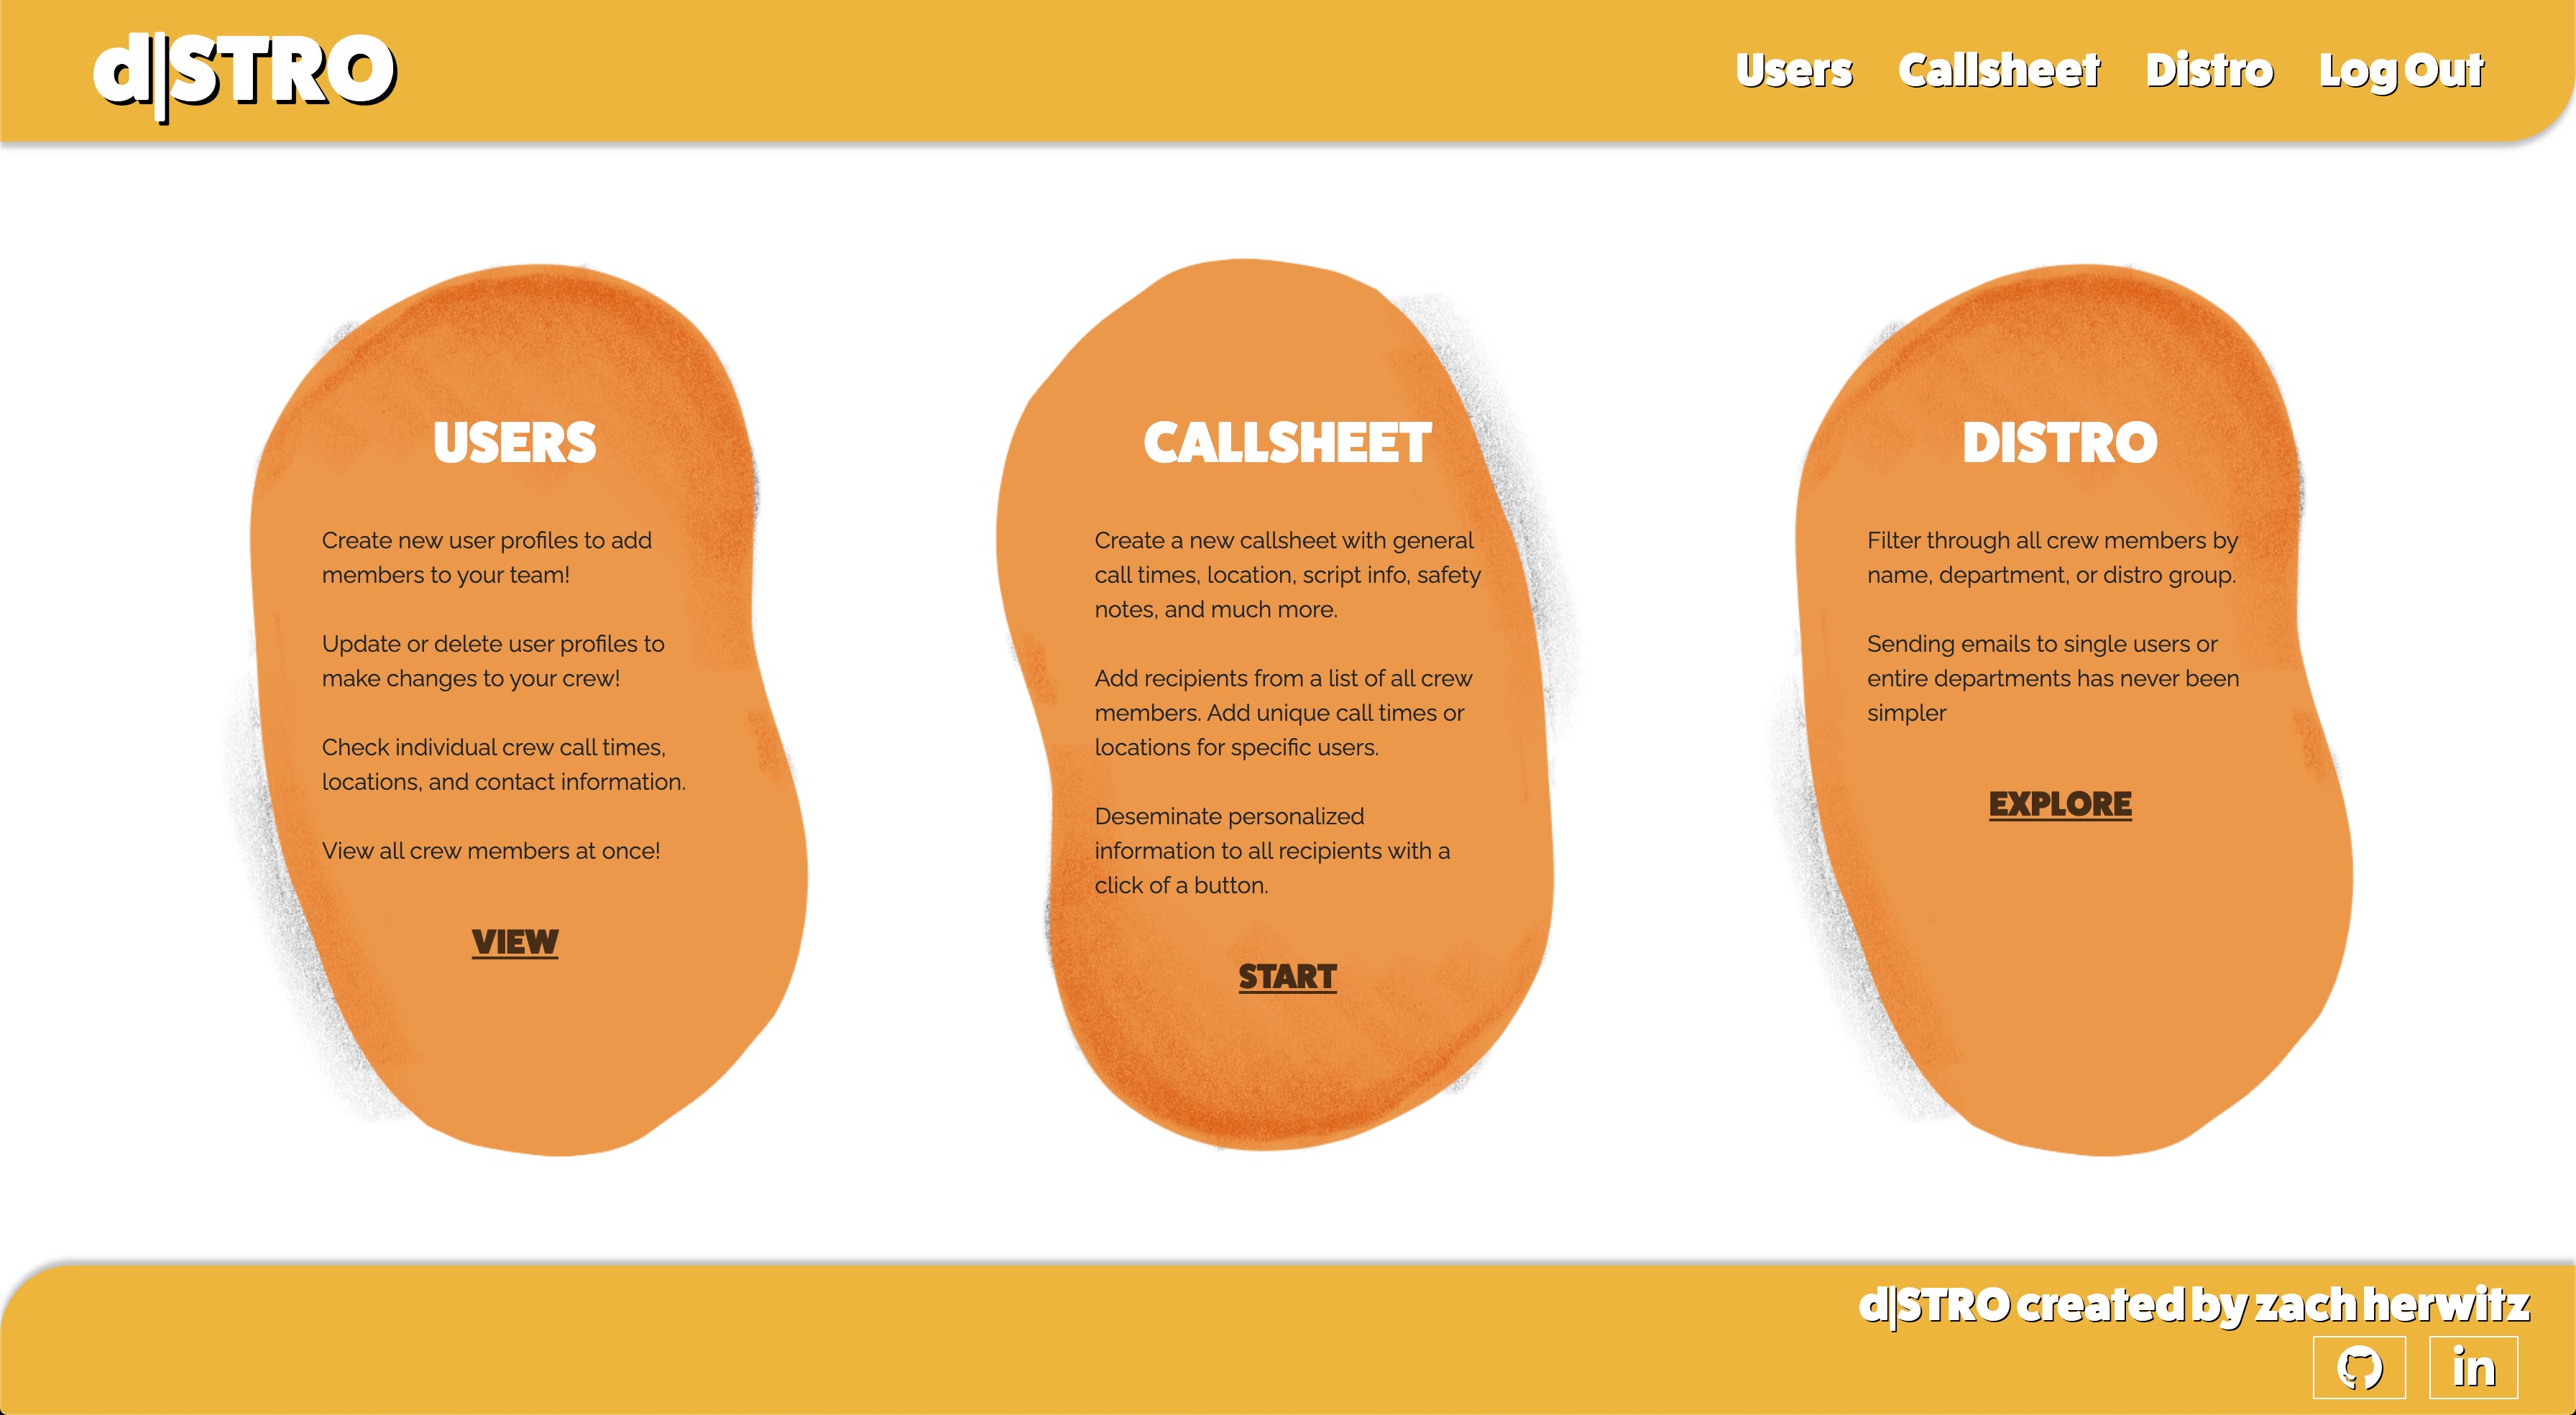 d|STRO
Users Callsheet Distro Log Out
USERS
Create new user profiles to add
members to your team!
Update or delete user profiles to
make changes to your crew!
Check individual crew call times,
locations, and contact information.
View all crew members at once!
VIEW
CALLSHEET
Create a new callsheet with general
call times, location, script info, safety
notes, and much more.
Add recipients from a list of all crew
members. Add unique call times or
locations for specific users.
Deseminate personalized
information to all recipients with a
click of a button.
START
DISTRO
Filter through all crew members by
name, department, or distro group.
Sending emails to single users or
entire departments has never been
simpler
EXPLORE
d|STRO created by zach herwitz
in